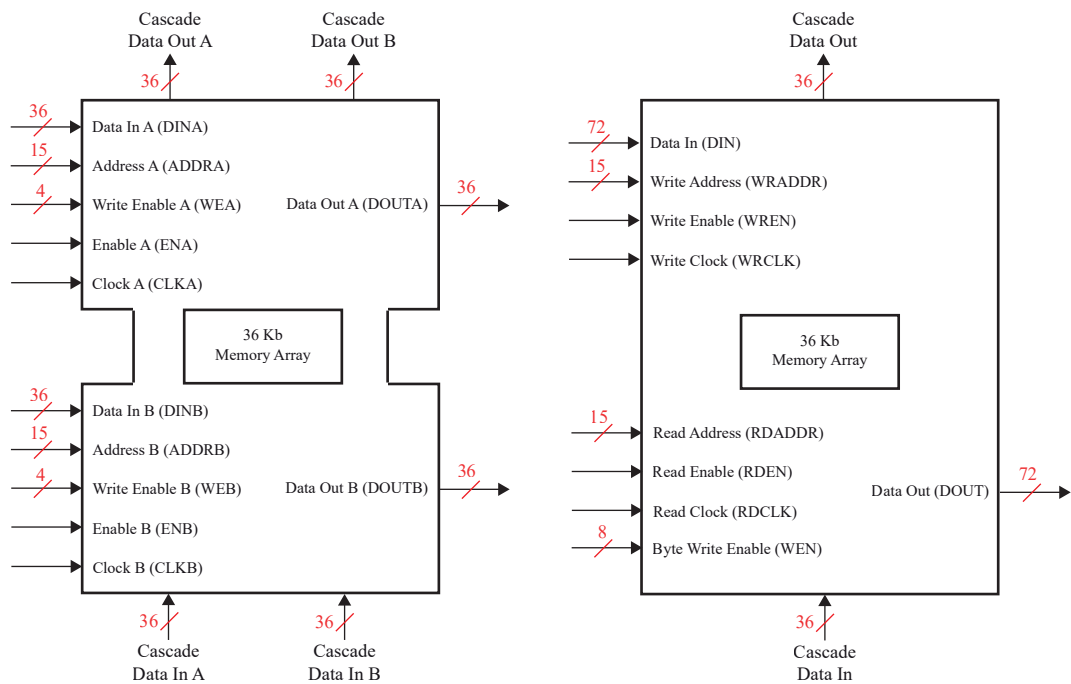 Cascade
Data Out A
Cascade
Data Out B
36
36
36
Data In A (DINA)
15
Address A (ADDRA)
4
Write Enable A (WEA)
Data Out A (DOUTA)
36
Enable A (ENA)
Clock A (CLKA)
36 Kb
Memory Array
36
Data In B (DINB)
15
Address B (ADDRB)
4
Write Enable B (WEB)
Data Out B (DOUTB)
36
Enable B (ENB)
Clock B (CLKB)
36
36
Cascade
Data In A
Cascade
Data In B
Cascade
Data Out
36
72
Data In (DIN)
15
Write Address (WRADDR)
Write Enable (WREN)
Write Clock (WRCLK)
36 Kb
Memory Array
15
Read Address (RDADDR)
Read Enable (RDEN)
Data Out (DOUT)
72
Read Clock (RDCLK)
8
Byte Write Enable (WEN)
36
Cascade
Data In